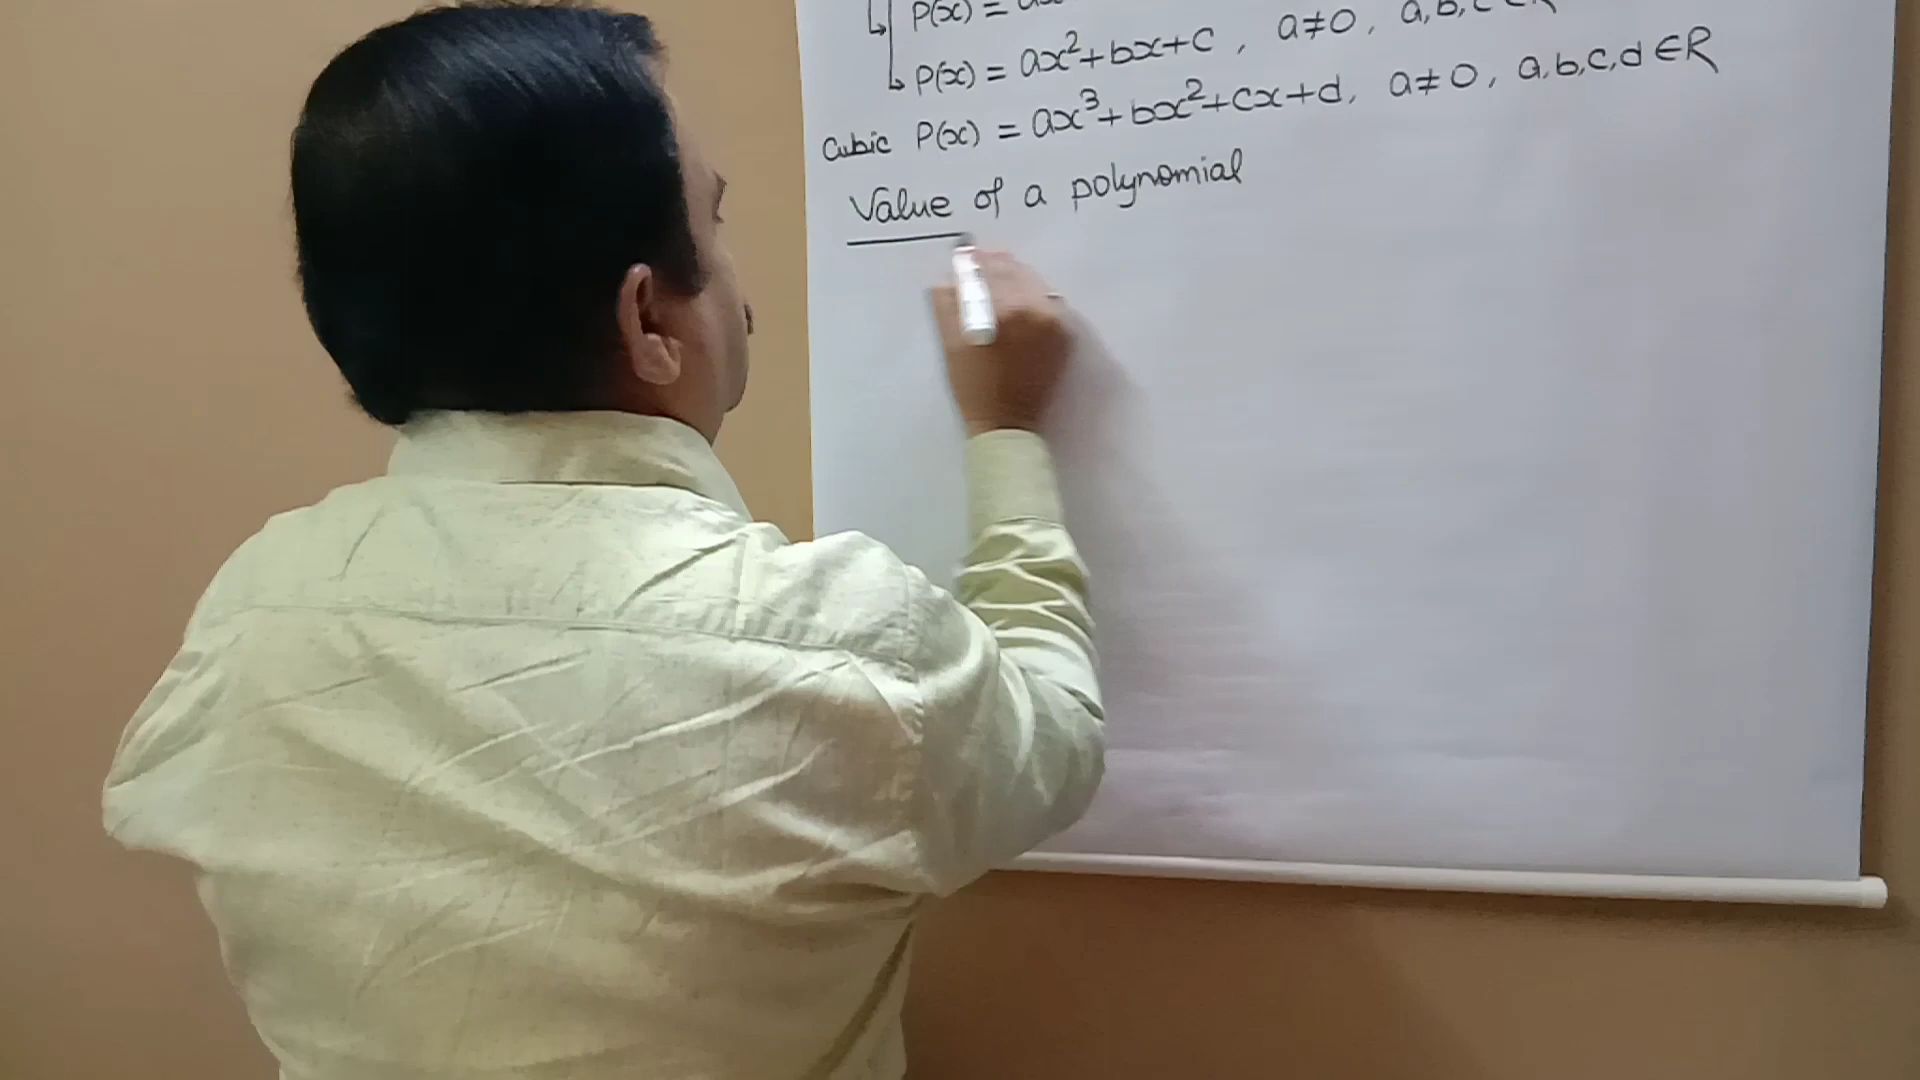 P(x) =
P(x) = ax²+bx+c , a≠0 , a,b,c ∈R
Cubic P(x) = ax³+bx²+cx+d, a≠0, a,b,c,d ∈R
Value of a polynomial